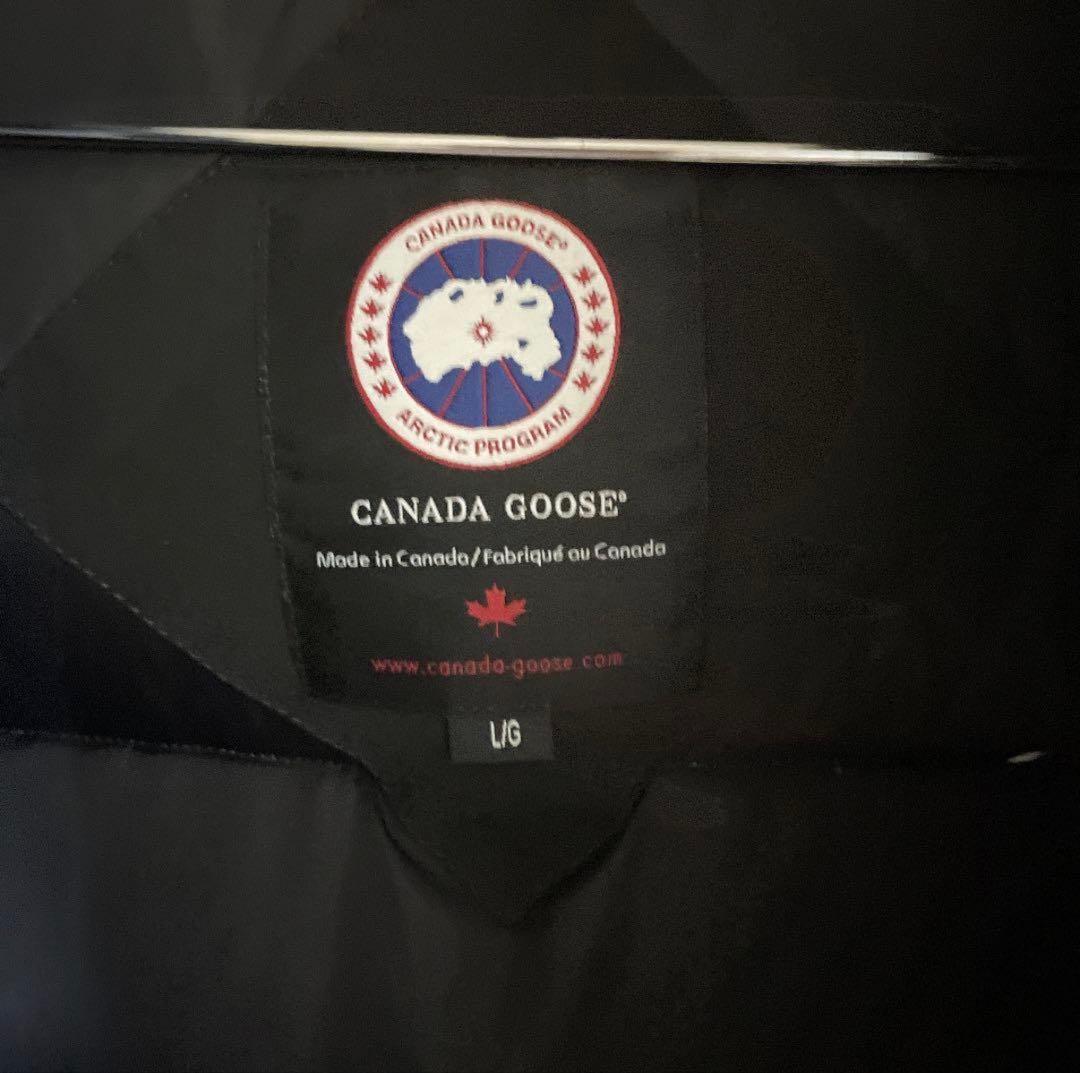 CANADA GOOSE®
ARCTIC PROGRAM
CANADA GOOSE®
Made in Canada/Fabriqué au Canada
www.canada-goose.com
L/G